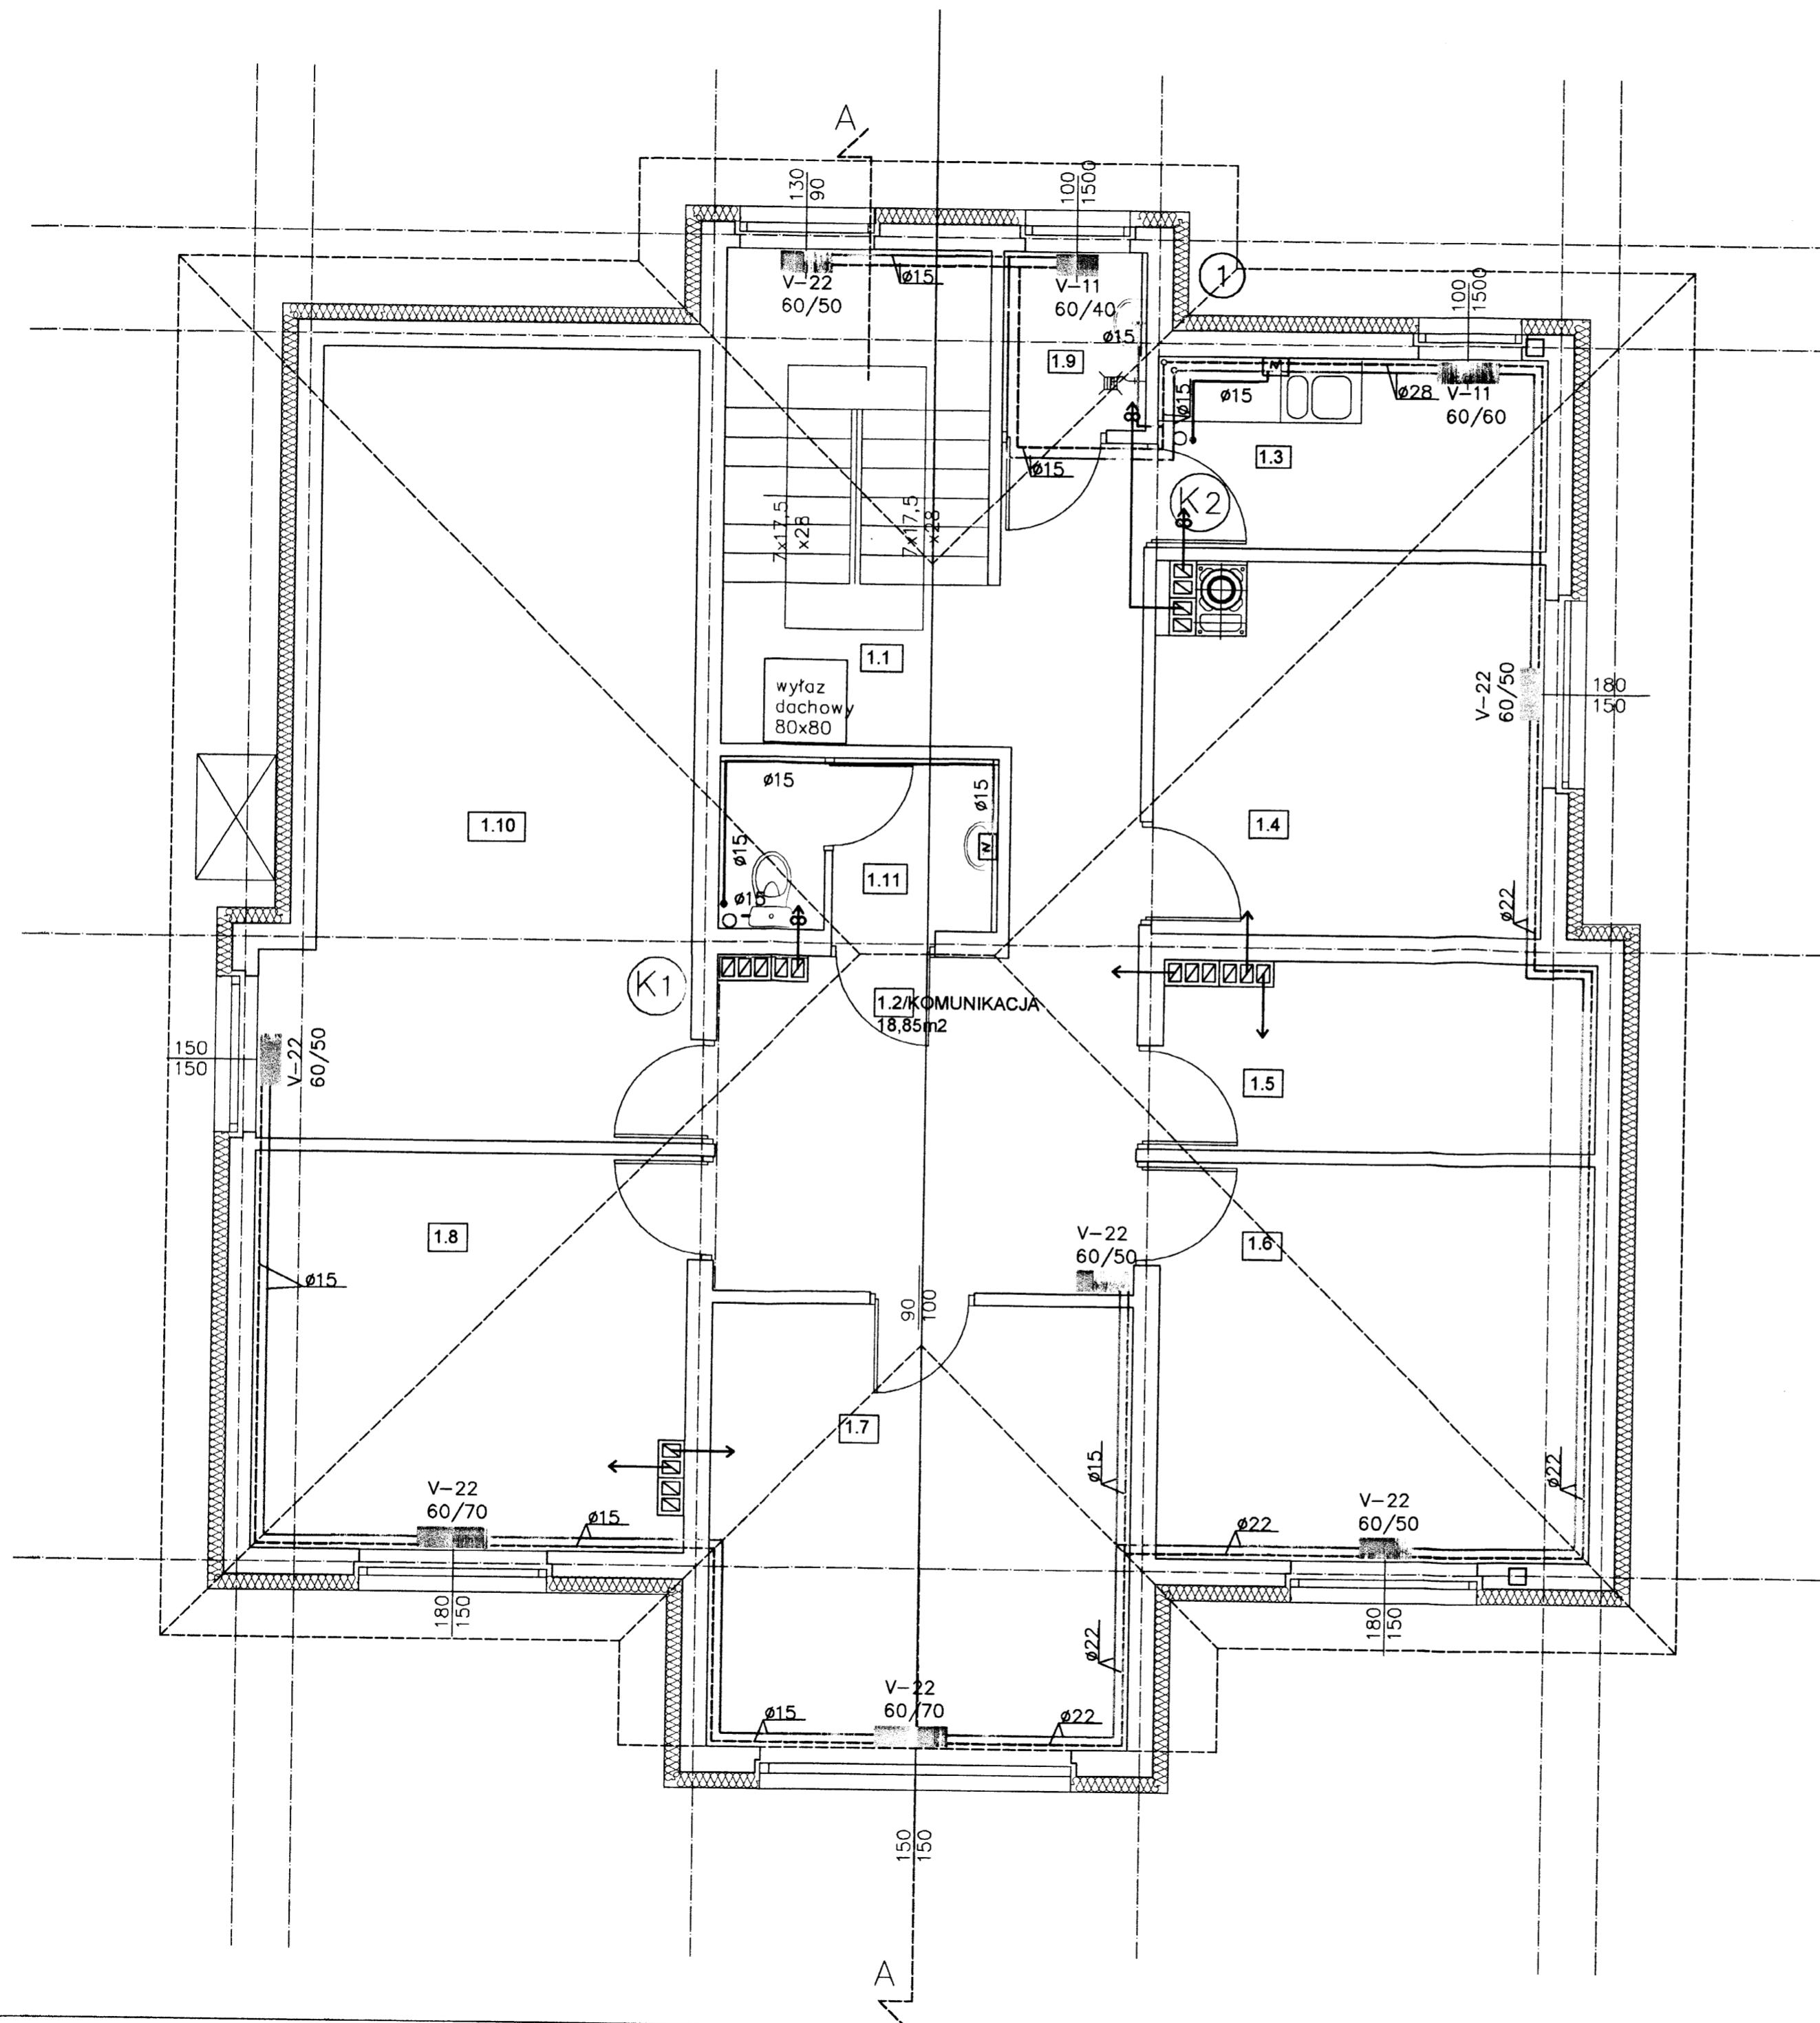 A
130
90
100
1500
1
V-22
60/50
ø15
V-11
60/40
ø15
100
1500
1.9
ø15
ø15
ø28
V-11
60/60
ø15
1.3
K2
7x17,5
x28
7x17,5
x28
1.1
wyłaz
dachowy
80x80
V-22
60/50
180
150
ø15
ø15
1.10
1.4
ø15
1.11
ø15
ø22
K1
1.2/KOMUNIKACJA
18,85m2
150
150
V-22
60/50
1.5
1.8
V-22
60/50
1.6
ø15
90
100
1.7
ø15
ø22
V-22
60/70
ø15
ø22
V-22
60/50
180
150
180
150
ø22
V-22
60/70
ø15
ø22
150
150
A